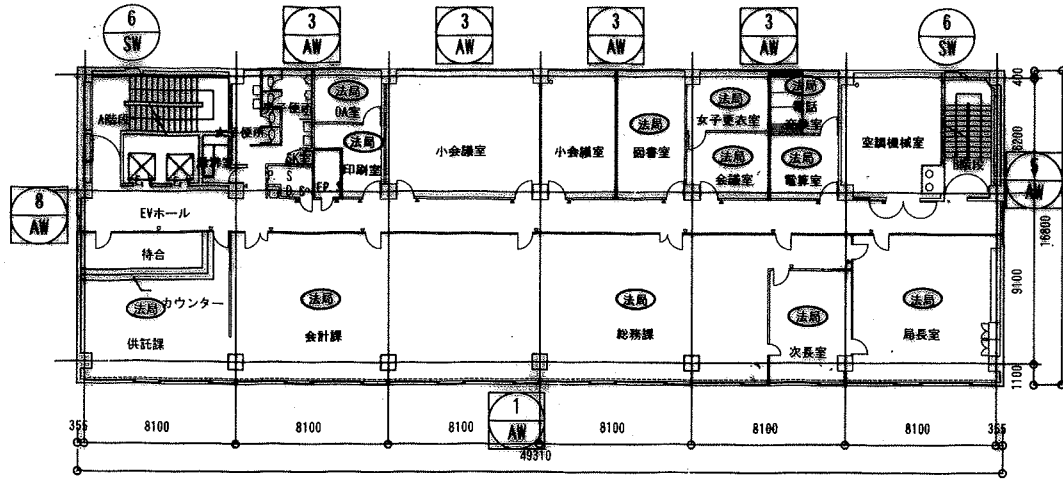 6
SW
3
AW
3
AW
3
AW
3
AW
6
SW
A階段
女子便所
法局
OA室
法局
印刷室
小会議室
小会議室
法局
図書室
法局
女子更衣室
法局
電話
交換室
法局
会議室
法局
電算室
空調機械室
400
6200
8
AW
AW
EVホール
待合
カウンター
法局
供託課
法局
会計課
法局
総務課
法局
次長室
法局
局長室
16800
9100
1100
1
AW
355
8100
8100
8100
8100
8100
8100
355
49310